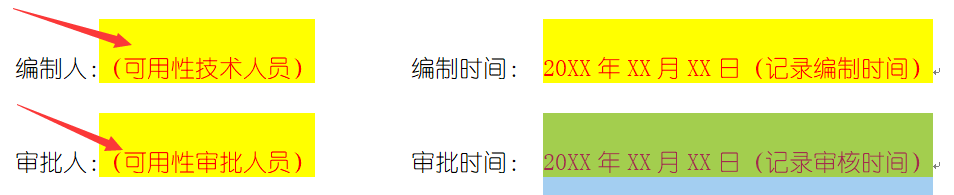 编制人：（可用性技术人员） 编制时间： 20XX 年 XX 月 XX 日（记录编制时间）
审批人：（可用性审批人员） 审批时间： 20XX 年 XX 月 XX 日（记录审核时间）